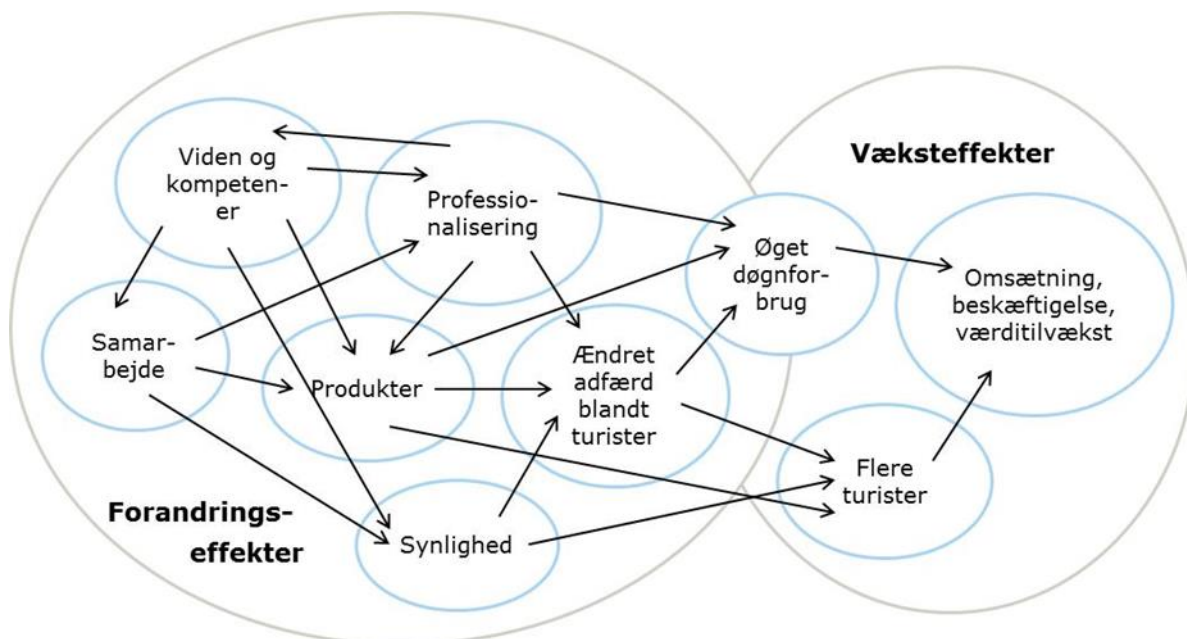 Viden og
kompeten-
er
Professio-
nalisering
Væksteffekter
Øget
døgnfor-
brug
Omsætning,
beskæftigelse,
værditilvækst
Samar-
bejde
Produkter
Ændret
adfærd
blandt
turister
Flere
turister
Forandrings-
effekter
Synlighed